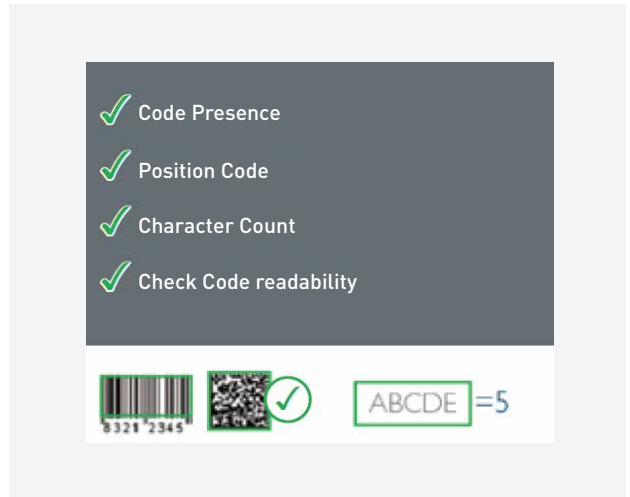 Code Presence
Position Code
Character Count
Check Code readability
8321 2345
ABCDE =5